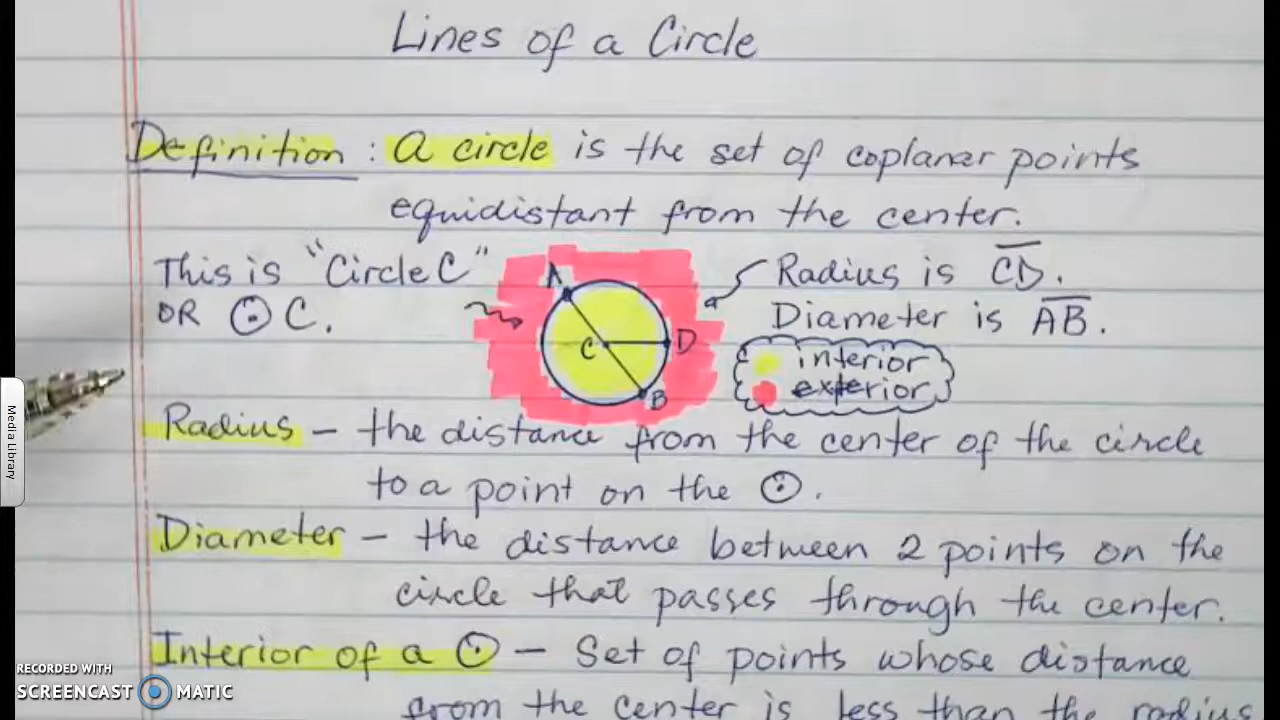 Lines of a Circle
Definition: A circle is the set of coplanar points
equidistant from the center.
This is "Circle C"
OR ⊙ C.
A
C
D
B
Radius is C̅D̅.
Diameter is A̅B̅.
interior
exterior
Radius – the distance from the center of the circle
to a point on the ⊙.
Diameter – the distance between 2 points on the
circle that passes through the center.
Interior of a ⊙ – Set of points whose distance
from the center is less than the radius
Media Library
RECORDED WITH
SCREENCAST MATIC